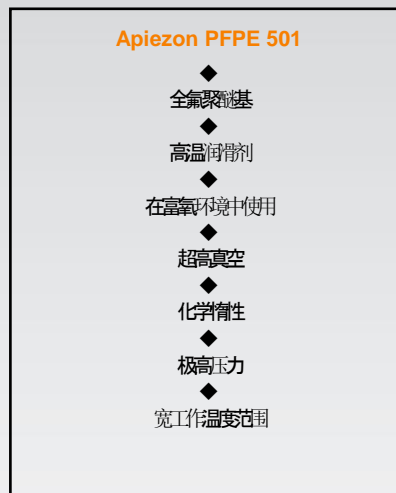 Apiezon PFPE 501
◆
全氟聚醚基
◆
高温润滑剂
◆
在富氧环境中使用
◆
超高真空
◆
化学惰性
◆
极高压力
◆
宽工作温度范围